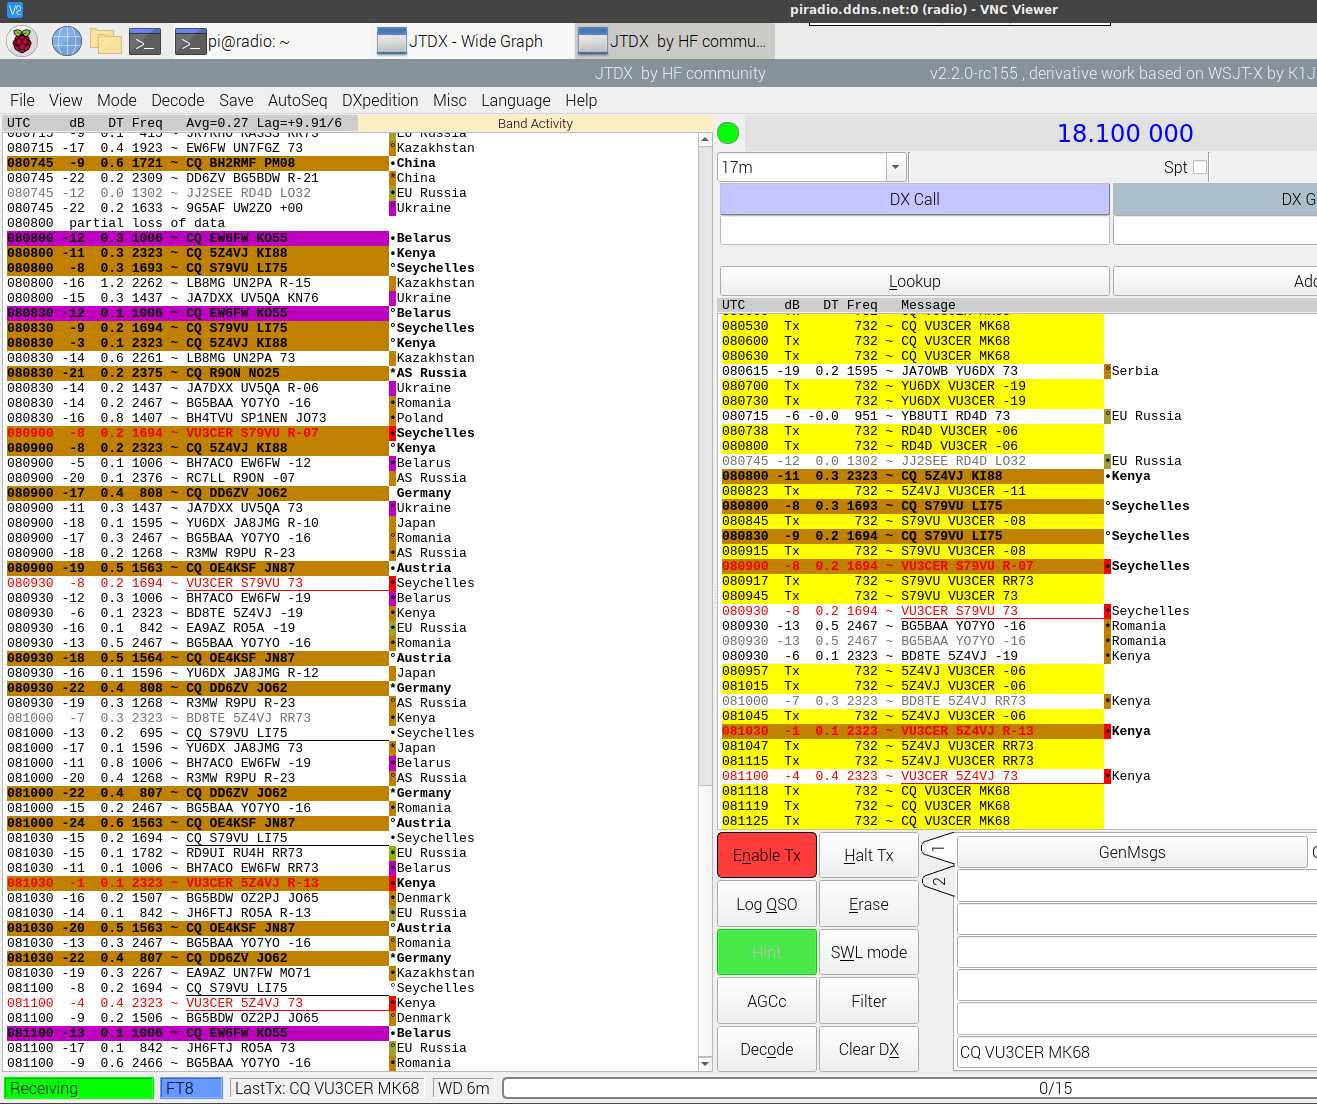 piradio.ddns.net:0 (radio) - VNC Viewer
pi@radio: ~
JTDX - Wide Graph
JTDX by HF commu...
JTDX by HF community
v2.2.0-rc155 , derivative work based on WSJT-X by K1J
File View Mode Decode Save AutoSeq DXpedition Misc Language Help
UTC dB DT Freq Avg=0.27 Lag=+9.91/6
Band Activity
080715 -9 0.1 415 ~ JR7RHO RA3SS RR73 EU Russia
080715 -17 0.4 1923 ~ EW6FW UN7FGZ 73 °Kazakhstan
080745 -9 0.6 1721 ~ CQ BH2RMF PM08 •China
080745 -22 0.2 2309 ~ DD6ZV BG5BDW R-21 *China
080745 -12 0.0 1302 ~ JJ2SEE RD4D LO32 •EU Russia
080745 -22 0.2 1633 ~ 9G5AF UW2ZO +00 °Ukraine
080800 partial loss of data
080800 -12 0.3 1006 ~ CQ EW6FW KO55 •Belarus
080800 -11 0.3 2323 ~ CQ 5Z4VJ KI88 •Kenya
080800 -8 0.3 1693 ~ CQ S79VU LI75 °Seychelles
080800 -16 1.2 2262 ~ LB8MG UN2PA R-15 Kazakhstan
080800 -15 0.3 1437 ~ JA7DXX UV5QA KN76 Ukraine
080830 -12 0.1 1006 ~ CQ EW6FW KO55 °Belarus
080830 -9 0.2 1694 ~ CQ S79VU LI75 °Seychelles
080830 -3 0.1 2323 ~ CQ 5Z4VJ KI88 °Kenya
080830 -14 0.6 2261 ~ LB8MG UN2PA 73 Kazakhstan
080830 -21 0.2 2375 ~ CQ R9ON NO25 *AS Russia
080830 -14 0.2 1437 ~ JA7DXX UV5QA R-06 Ukraine
080830 -14 0.2 2467 ~ BG5BAA YO7YO -16 •Romania
080830 -16 0.8 1407 ~ BH4TVU SP1NEN JO73 •Poland
080900 -8 0.2 1694 ~ VU3CER S79VU R-07 •Seychelles
080900 -8 0.2 2323 ~ CQ 5Z4VJ KI88 °Kenya
080900 -5 0.1 1006 ~ BH7ACO EW6FW -12 •Belarus
080900 -20 0.1 2376 ~ RC7LL R9ON -07 AS Russia
080900 -17 0.4 808 ~ CQ DD6ZV JO62 Germany
080900 -11 0.3 1437 ~ JA7DXX UV5QA 73 *Ukraine
080900 -18 0.1 1595 ~ YU6DX JA8JMG R-10 Japan
080900 -17 0.3 2467 ~ BG5BAA YO7YO -16 °Romania
080900 -18 0.2 1268 ~ R3MW R9PU R-23 •AS Russia
080900 -19 0.5 1563 ~ CQ OE4KSF JN87 •Austria
080930 -8 0.2 1694 ~ VU3CER S79VU 73 •Seychelles
080930 -12 0.3 1006 ~ BH7ACO EW6FW -19 •Belarus
080930 -6 0.1 2323 ~ BD8TE 5Z4VJ -19 •Kenya
080930 -16 0.1 842 ~ EA9AZ RO5A -19 •EU Russia
080930 -13 0.5 2467 ~ BG5BAA YO7YO -16 •Romania
080930 -18 0.5 1564 ~ CQ OE4KSF JN87 °Austria
080930 -16 0.1 1596 ~ YU6DX JA8JMG R-12 Japan
080930 -22 0.4 808 ~ CQ DD6ZV JO62 *Germany
080930 -19 0.3 1268 ~ R3MW R9PU R-23 °AS Russia
081000 -7 0.3 2323 ~ BD8TE 5Z4VJ RR73 •Kenya
081000 -13 0.2 695 ~ CQ S79VU LI75 •Seychelles
081000 -17 0.1 1596 ~ YU6DX JA8JMG 73 *Japan
081000 -11 0.8 1006 ~ BH7ACO EW6FW -19 •Belarus
081000 -20 0.4 1268 ~ R3MW R9PU R-23 °AS Russia
081000 -22 0.4 807 ~ CQ DD6ZV JO62 *Germany
081000 -15 0.2 2467 ~ BG5BAA YO7YO -16 •Romania
081000 -24 0.6 1563 ~ CQ OE4KSF JN87 °Austria
081030 -15 0.2 1694 ~ CQ S79VU LI75 •Seychelles
081030 -15 0.1 1782 ~ RD9UI RU4H RR73 •EU Russia
081030 -11 0.1 1006 ~ BH7ACO EW6FW RR73 •Belarus
081030 -1 0.1 2323 ~ VU3CER 5Z4VJ R-13 •Kenya
081030 -16 0.2 1507 ~ BG5BDW OZ2PJ JO65 •Denmark
081030 -14 0.1 842 ~ JH6FTJ RO5A R-13 •EU Russia
081030 -20 0.5 1563 ~ CQ OE4KSF JN87 °Austria
081030 -13 0.3 2467 ~ BG5BAA YO7YO -16 °Romania
081030 -22 0.4 807 ~ CQ DD6ZV JO62 *Germany
081030 -19 0.3 2267 ~ EA9AZ UN7FW MO71 •Kazakhstan
081100 -8 0.2 1694 ~ CQ S79VU LI75 °Seychelles
081100 -4 0.4 2323 ~ VU3CER 5Z4VJ 73 •Kenya
081100 -9 0.2 1506 ~ BG5BDW OZ2PJ JO65 °Denmark
081100 -13 0.1 1006 ~ CQ EW6FW KO55 •Belarus
081100 -17 0.1 842 ~ JH6FTJ RO5A 73 °EU Russia
081100 -9 0.6 2466 ~ BG5BAA YO7YO -16 •Romania
18.100 000
17m
Spt
DX Call
DX G
Lookup
Add
UTC dB DT Freq Message
080530 Tx 732 ~ CQ VU3CER MK68
080600 Tx 732 ~ CQ VU3CER MK68
080630 Tx 732 ~ CQ VU3CER MK68
080615 -19 0.2 1595 ~ JA7OWB YU6DX 73 °Serbia
080700 Tx 732 ~ YU6DX VU3CER -19
080730 Tx 732 ~ YU6DX VU3CER -19
080715 -6 -0.0 951 ~ YB8UTI RD4D 73 °EU Russia
080738 Tx 732 ~ RD4D VU3CER -06
080800 Tx 732 ~ RD4D VU3CER -06
080745 -12 0.0 1302 ~ JJ2SEE RD4D LO32 •EU Russia
080800 -11 0.3 2323 ~ CQ 5Z4VJ KI88 •Kenya
080823 Tx 732 ~ 5Z4VJ VU3CER -11
080800 -8 0.3 1693 ~ CQ S79VU LI75 °Seychelles
080845 Tx 732 ~ S79VU VU3CER -08
080830 -9 0.2 1694 ~ CQ S79VU LI75 °Seychelles
080915 Tx 732 ~ S79VU VU3CER -08
080900 -8 0.2 1694 ~ VU3CER S79VU R-07 •Seychelles
080917 Tx 732 ~ S79VU VU3CER RR73
080945 Tx 732 ~ S79VU VU3CER 73
080930 -8 0.2 1694 ~ VU3CER S79VU 73 •Seychelles
080930 -13 0.5 2467 ~ BG5BAA YO7YO -16 •Romania
080930 -13 0.5 2467 ~ BG5BAA YO7YO -16 •Romania
080930 -6 0.1 2323 ~ BD8TE 5Z4VJ -19 •Kenya
080957 Tx 732 ~ 5Z4VJ VU3CER -06
081015 Tx 732 ~ 5Z4VJ VU3CER -06
081000 -7 0.3 2323 ~ BD8TE 5Z4VJ RR73 •Kenya
081045 Tx 732 ~ 5Z4VJ VU3CER -06
081030 -1 0.1 2323 ~ VU3CER 5Z4VJ R-13 •Kenya
081047 Tx 732 ~ 5Z4VJ VU3CER RR73
081115 Tx 732 ~ 5Z4VJ VU3CER RR73
081100 -4 0.4 2323 ~ VU3CER 5Z4VJ 73 •Kenya
081118 Tx 732 ~ CQ VU3CER MK68
081119 Tx 732 ~ CQ VU3CER MK68
081125 Tx 732 ~ CQ VU3CER MK68
Enable Tx Halt Tx
Log QSO Erase
Hint SWL mode
AGCc Filter
Decode Clear DX
1
2
GenMsgs
CQ VU3CER MK68
Receiving FT8 LastTx: CQ VU3CER MK68 WD 6m 0/15